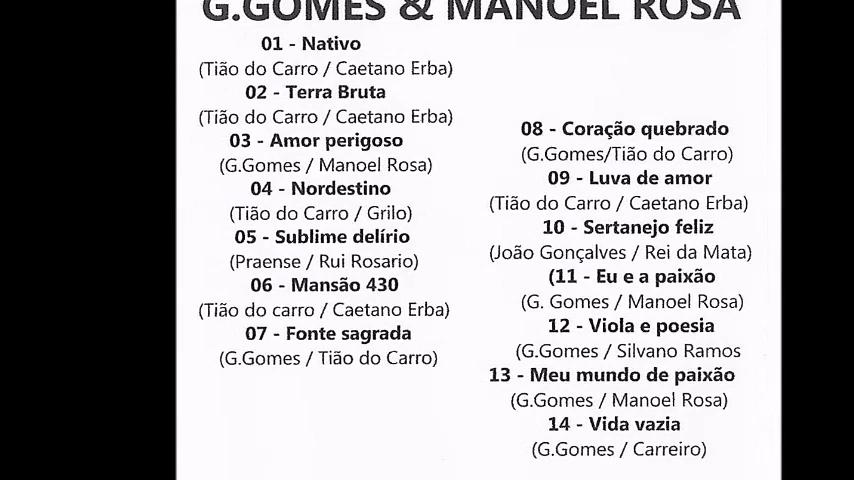 G.GOMES & MANOEL ROSA
01 - Nativo
(Tião do Carro / Caetano Erba)
02 - Terra Bruta
(Tião do Carro / Caetano Erba)
03 - Amor perigoso
(G.Gomes / Manoel Rosa)
04 - Nordestino
(Tião do Carro / Grilo)
05 - Sublime delírio
(Praense / Rui Rosario)
06 - Mansão 430
(Tião do carro / Caetano Erba)
07 - Fonte sagrada
(G.Gomes / Tião do Carro)
08 - Coração quebrado
(G.Gomes/Tião do Carro)
09 - Luva de amor
(Tião do Carro / Caetano Erba)
10 - Sertanejo feliz
(João Gonçalves / Rei da Mata)
(11 - Eu e a paixão
(G. Gomes / Manoel Rosa)
12 - Viola e poesia
(G.Gomes / Silvano Ramos
13 - Meu mundo de paixão
(G.Gomes / Manoel Rosa)
14 - Vida vazia
(G.Gomes / Carreiro)